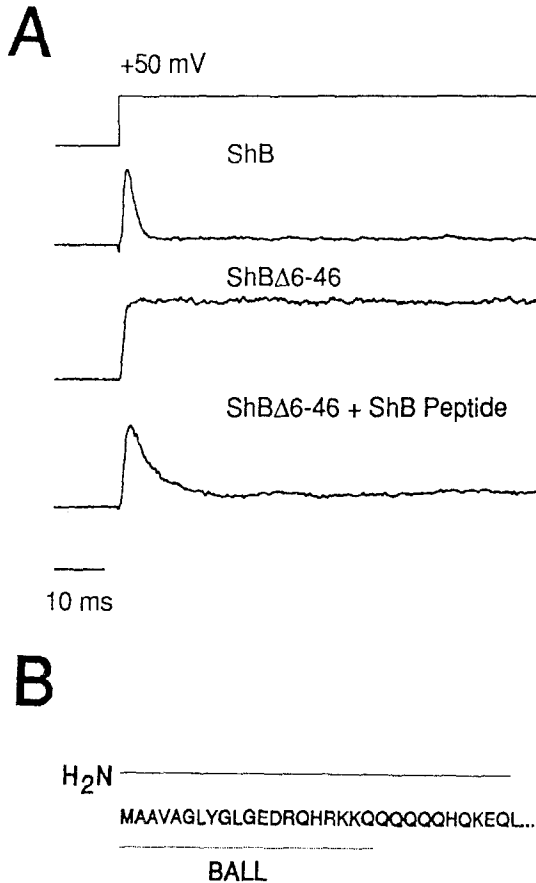 A
+50 mV
ShB
ShBΔ6-46
ShBΔ6-46 + ShB Peptide
10 ms
B
H₂N
MAAVAGLYGLGEDRQHRKKQQQQQQHQKEQL...
BALL